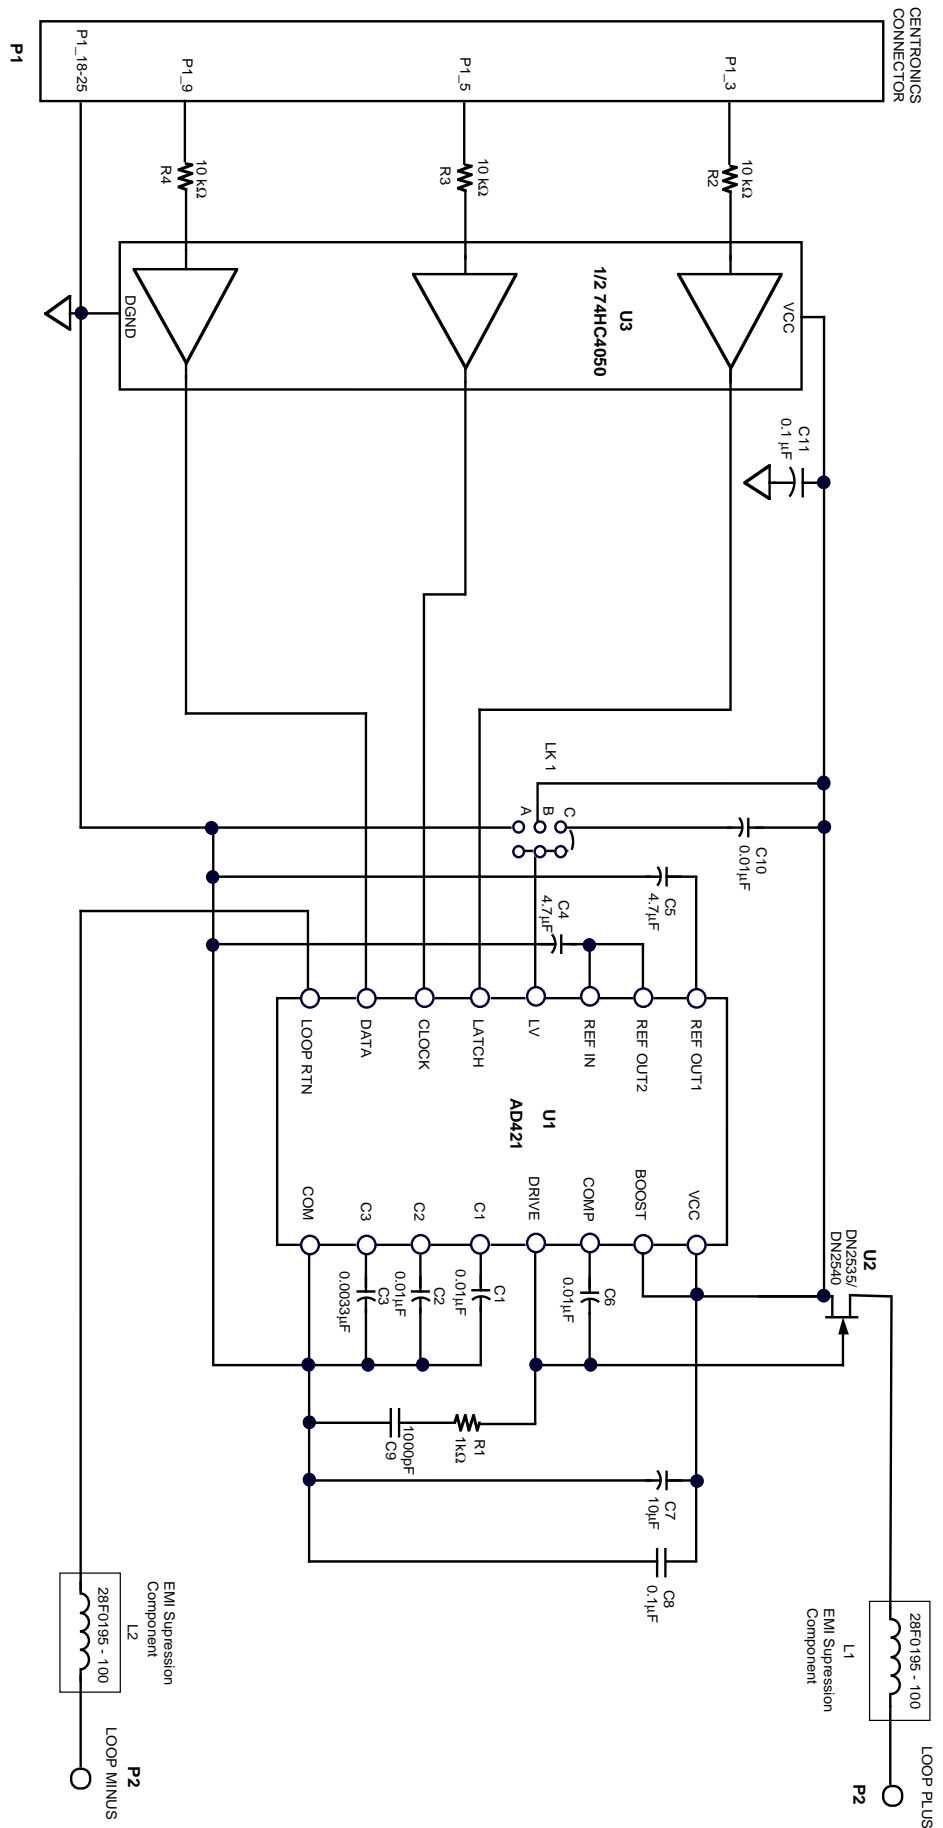 CENTRONICS
CONNECTOR
P1_3
P1_5
P1_9
P1_18-25
P1
10 kΩ
R2
10 kΩ
R3
10 kΩ
R4
VCC
U3
1/2 74HC4050
DGND
C11
0.1 µF
LK 1
C
B
A
C10
0.01µF
C5
4.7µF
C4
4.7µF
REF OUT1
REF OUT2
REF IN
LV
LATCH
CLOCK
DATA
LOOP RTN
U1
AD421
VCC
BOOST
COMP
DRIVE
C1
C2
C3
COM
U2
DN2535/
DN2540
C6
0.01µF
C1
0.01µF
C2
0.01µF
C3
0.0033µF
R1
1kΩ
1000pF
C9
C7
10µF
C8
0.1µF
28F0195 - 100
L1
EMI Supression
Component
LOOP PLUS
P2
EMI Supression
Component
L2
28F0195 - 100
P2
LOOP MINUS